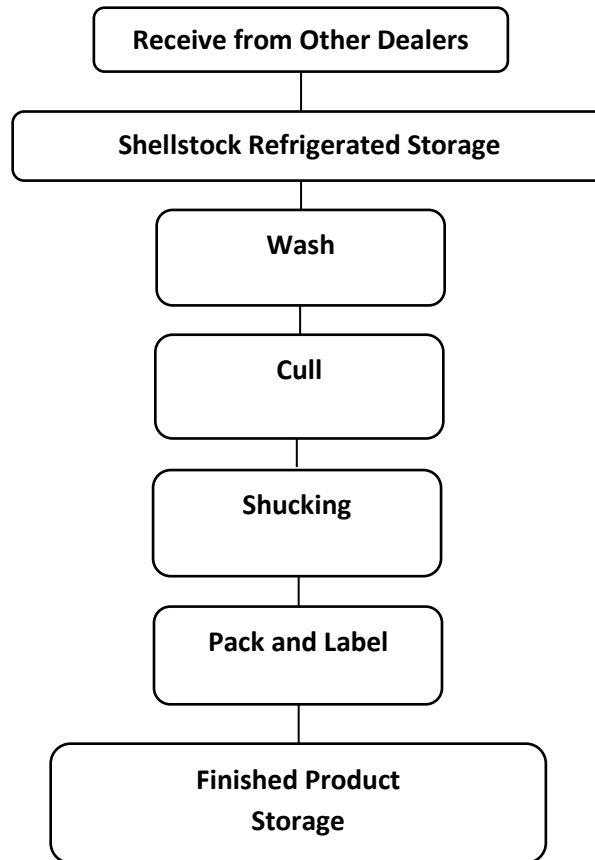 Receive from Other Dealers
Shellstock Refrigerated Storage
Wash
Cull
Shucking
Pack and Label
Finished Product
Storage